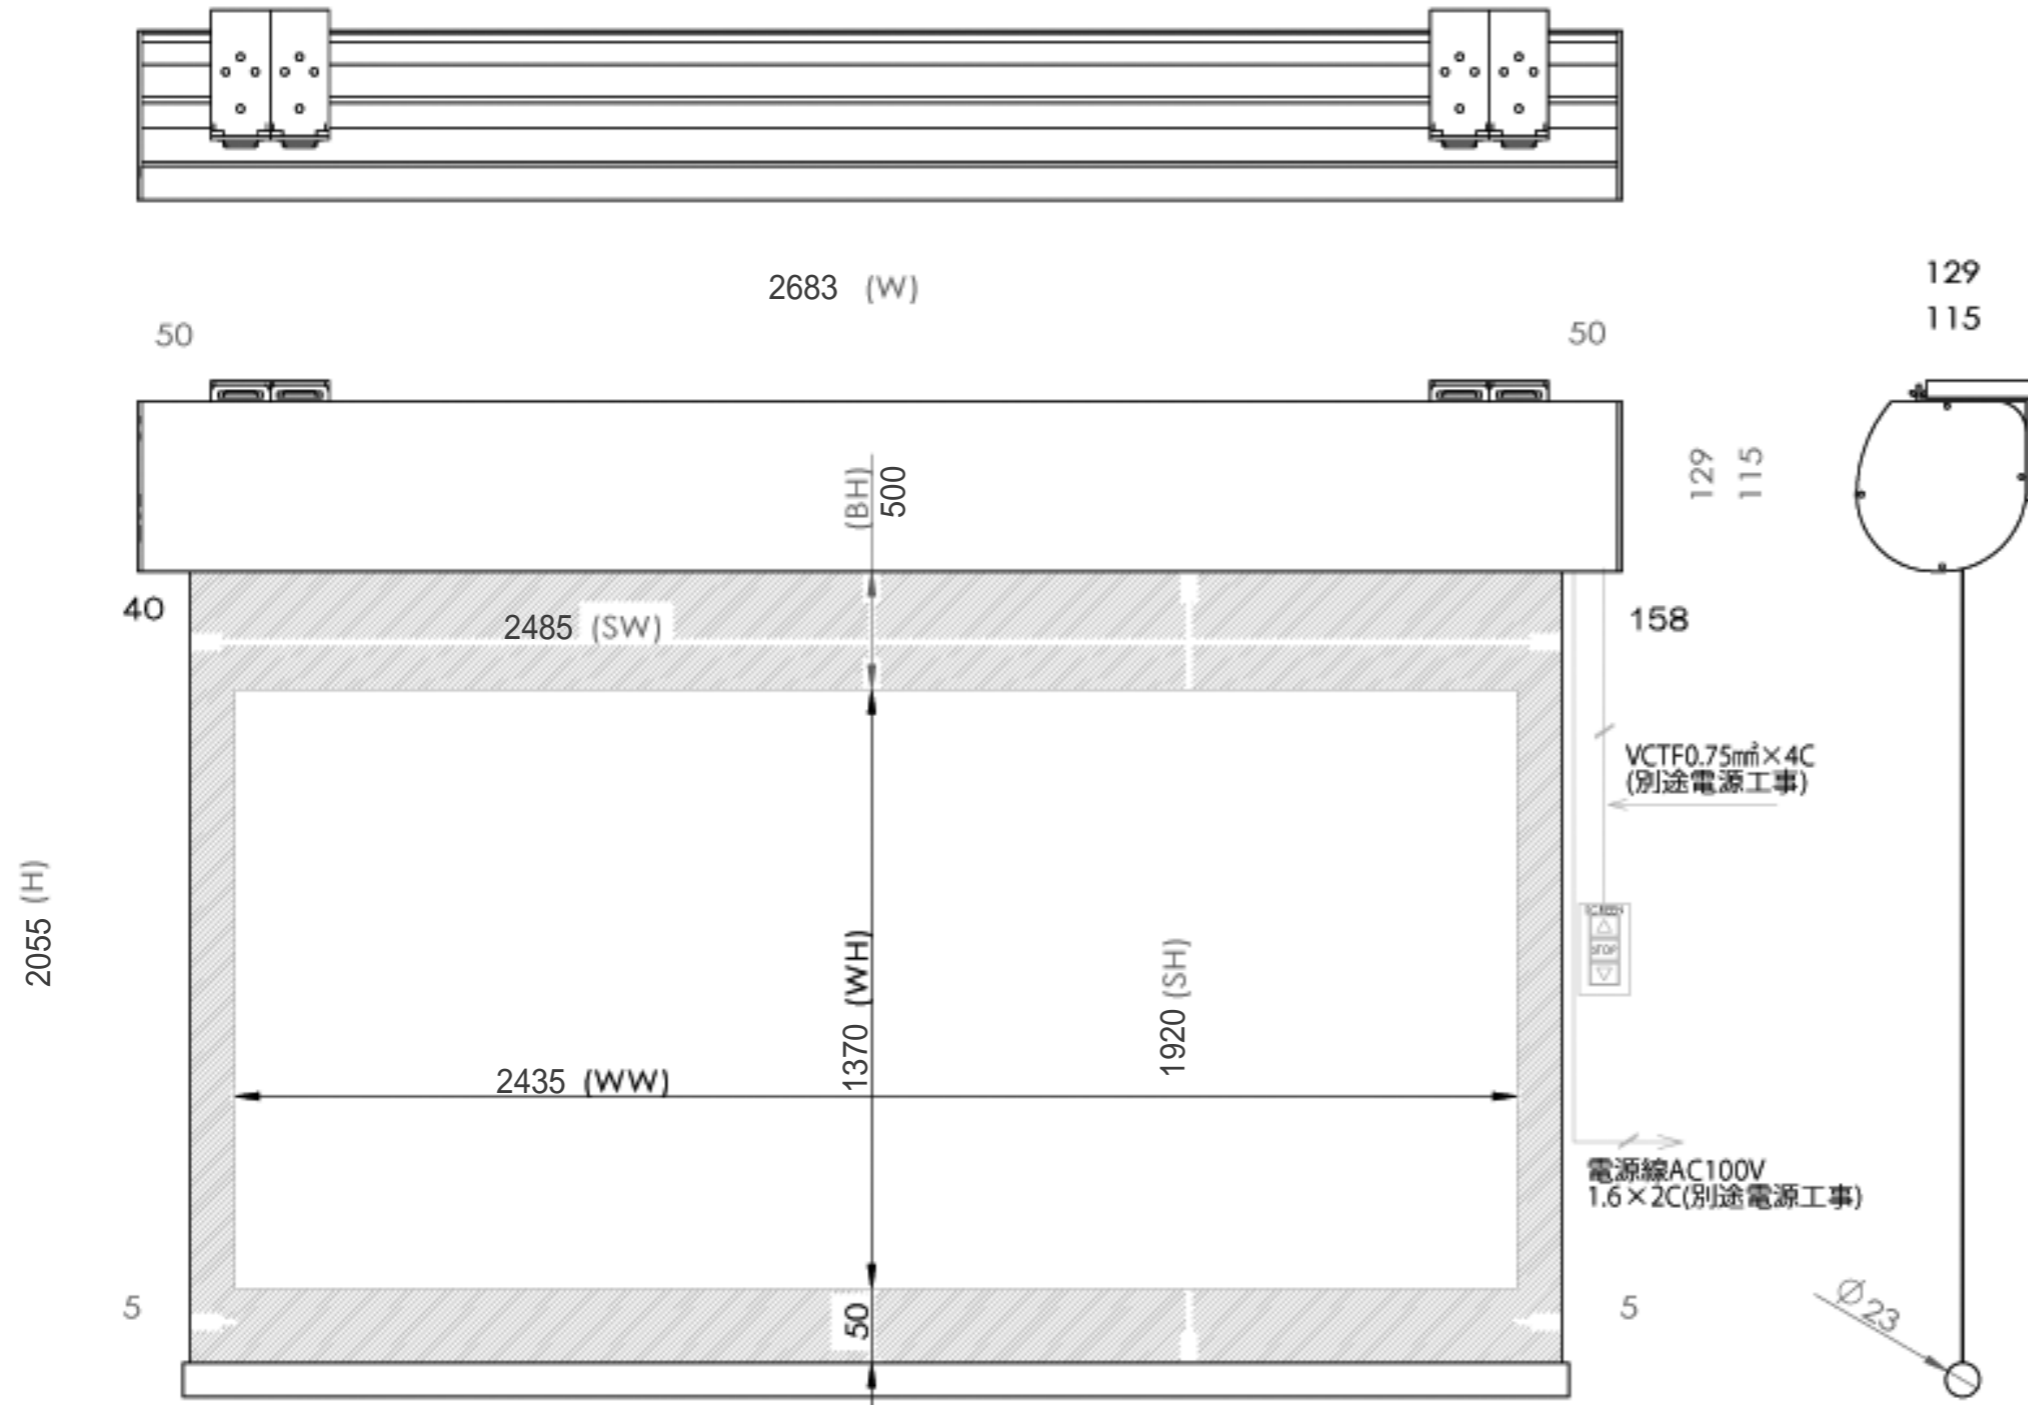 2683 (W)
50
50
129
115
(BH)
500
129
115
40
2485 (SW)
158
VCTF0.75m㎡×4C
(別途電源工事)
2055 (H)
SCREEN
STOP
1370 (WH)
1920 (SH)
2435 (WW)
電源線AC100V
1.6×2C(別途電源工事)
5
50
5
Ø23